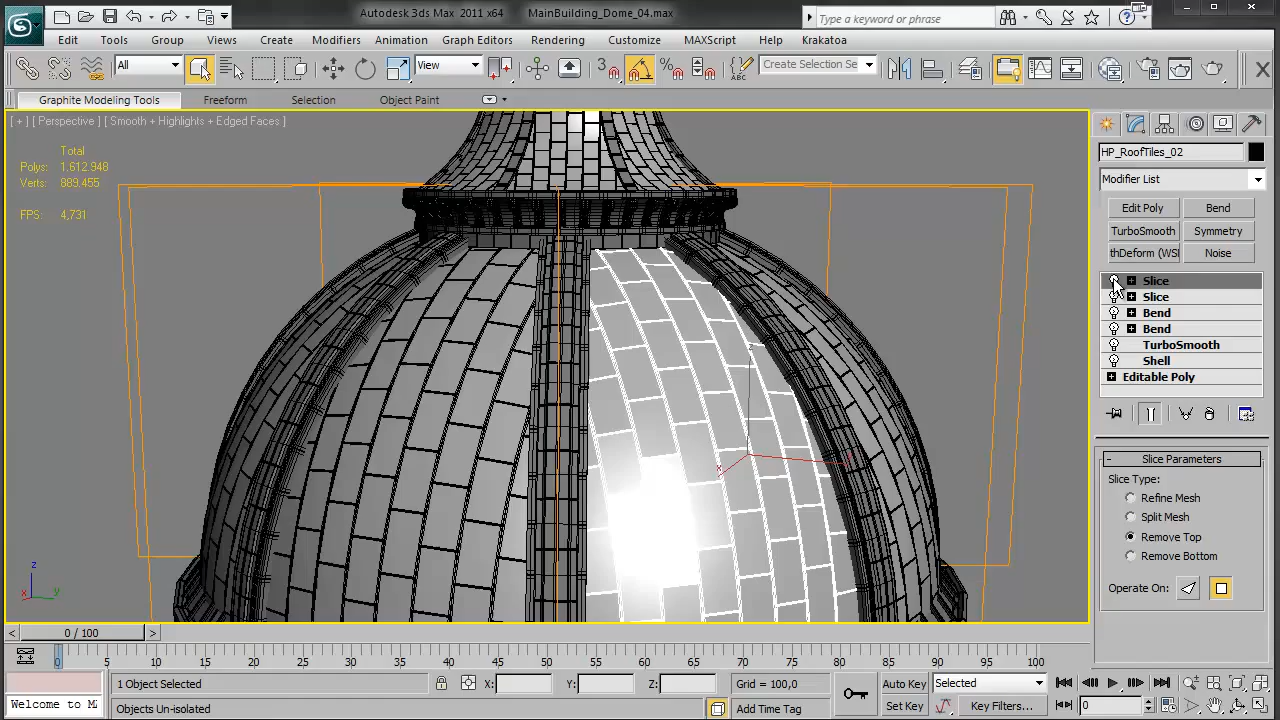 Autodesk 3ds Max 2011 x64 MainBuilding_Dome_04.max
Type a keyword or phrase
Edit Tools Group Views Create Modifiers Animation Graph Editors Rendering Customize MAXScript Help Krakatoa
All View 3 Create Selection Se
Graphite Modeling Tools Freeform Selection Object Paint
[ + ] [ Perspective ] [ Smooth + Highlights + Edged Faces ]
Total
Polys: 1.612.948
Verts: 889.455
FPS: 4,731
HP_RoofTiles_02
Modifier List
Edit Poly Bend
TurboSmooth Symmetry
thDeform (WSM Noise
Slice
Slice
Bend
Bend
TurboSmooth
Shell
Editable Poly
- Slice Parameters
Slice Type:
Refine Mesh
Split Mesh
Remove Top
Remove Bottom
Operate On:
z
x
z
x y
< 0 / 100 >
0 5 10 15 20 25 30 35 40 45 50 55 60 65 70 75 80 85 90 95 100
1 Object Selected X: Y: Z: Grid = 100,0 Auto Key Selected
Welcome to MA Objects Un-isolated Add Time Tag Set Key Key Filters... 0